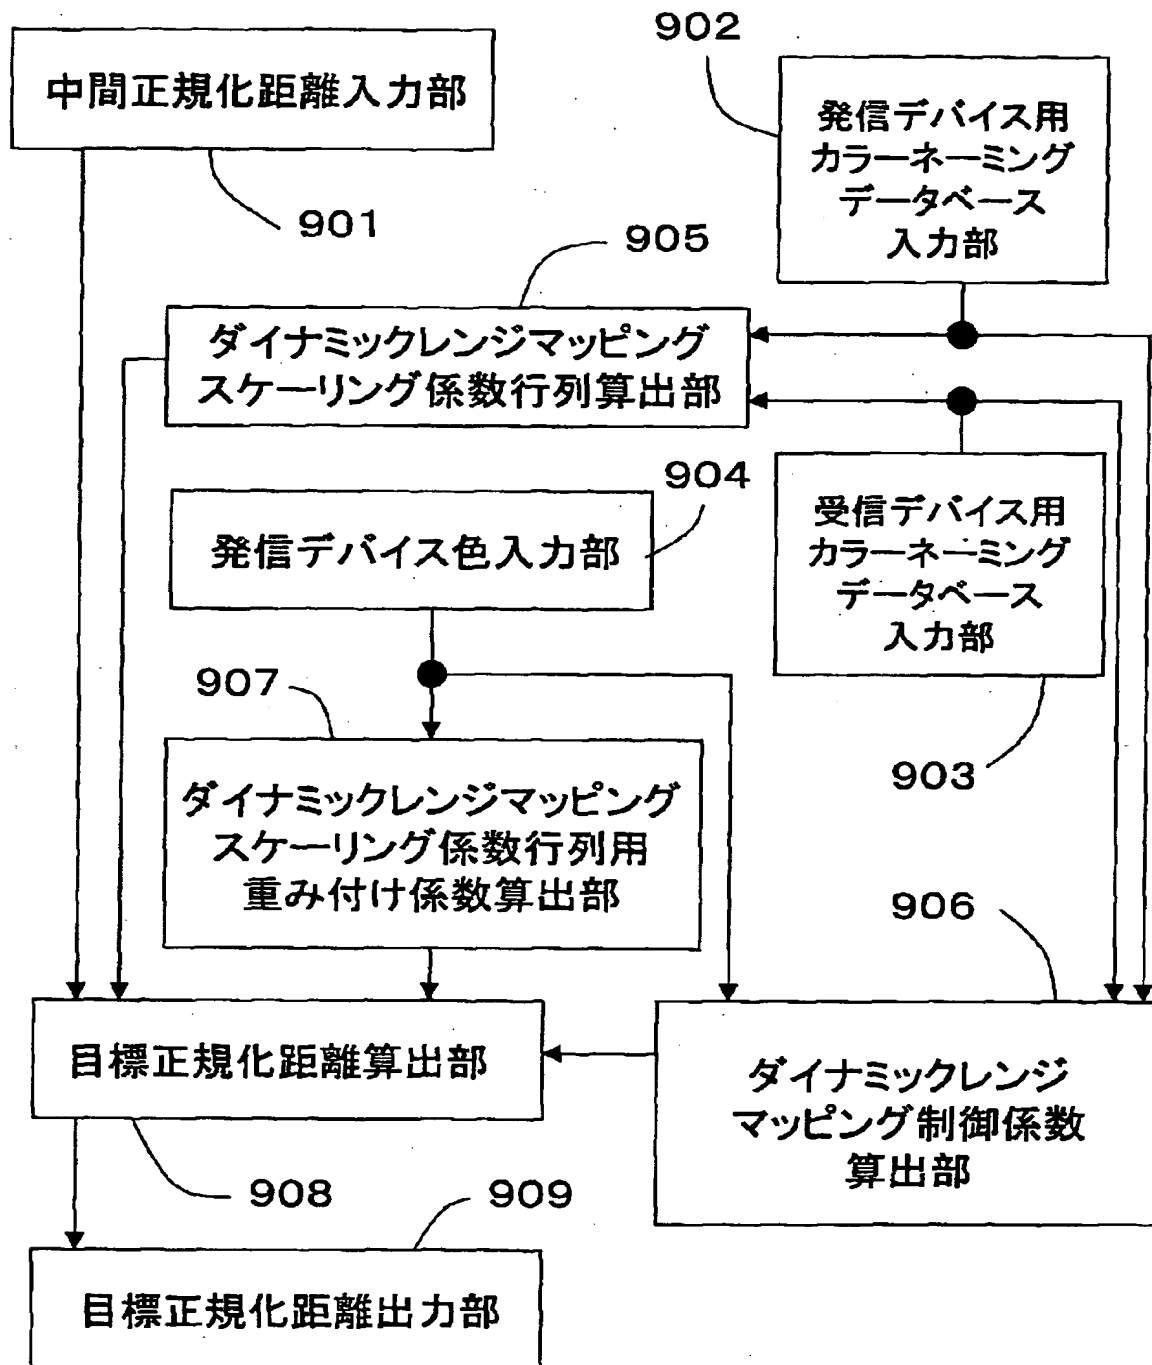 902
中間正規化距離入力部
901
発信デバイス用
カラーネーミング
データベース
入力部
905
ダイナミックレンジマッピング
スケーリング係数行列算出部
904
発信デバイス色入力部
受信デバイス用
カラーネーミング
データベース
入力部
903
907
ダイナミックレンジマッピング
スケーリング係数行列用
重み付け係数算出部
906
目標正規化距離算出部
908
ダイナミックレンジ
マッピング制御係数
算出部
909
目標正規化距離出力部